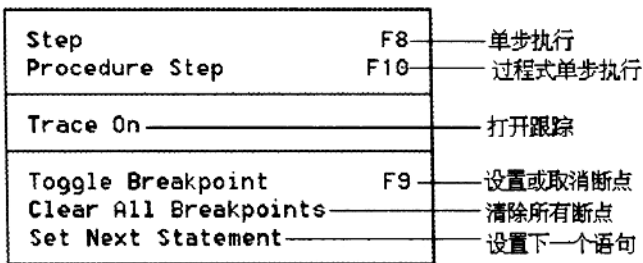 Step F8 单步执行
Procedure Step F10 过程式单步执行
Trace On 打开跟踪
Toggle Breakpoint F9 设置或取消断点
Clear All Breakpoints 清除所有断点
Set Next Statement 设置下一个语句